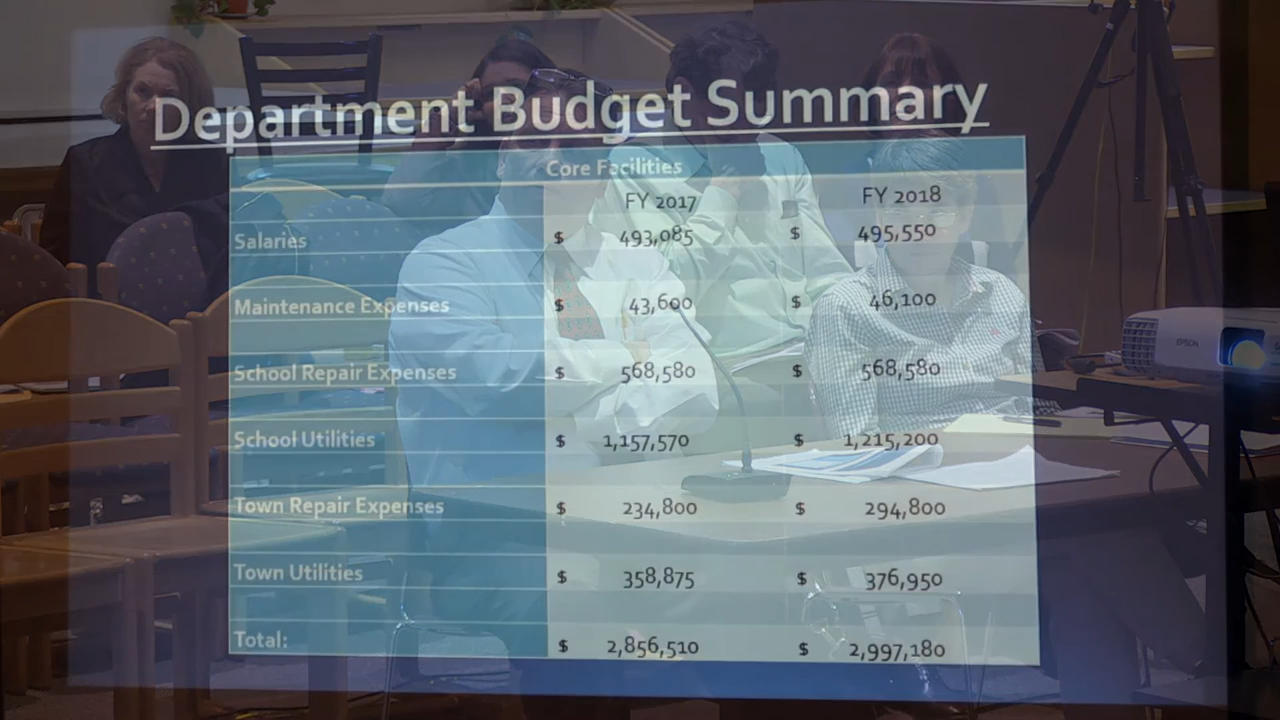 Department Budget Summary
Core Facilities
FY 2017 FY 2018
Salaries $ 493,085 $ 495,550
Maintenance Expenses $ 43,600 $ 46,100
School Repair Expenses $ 568,580 $ 568,580
School Utilities $ 1,157,570 $ 1,215,200
Town Repair Expenses $ 234,800 $ 294,800
Town Utilities $ 358,875 $ 376,950
Total: $ 2,856,510 $ 2,997,180
EPSON